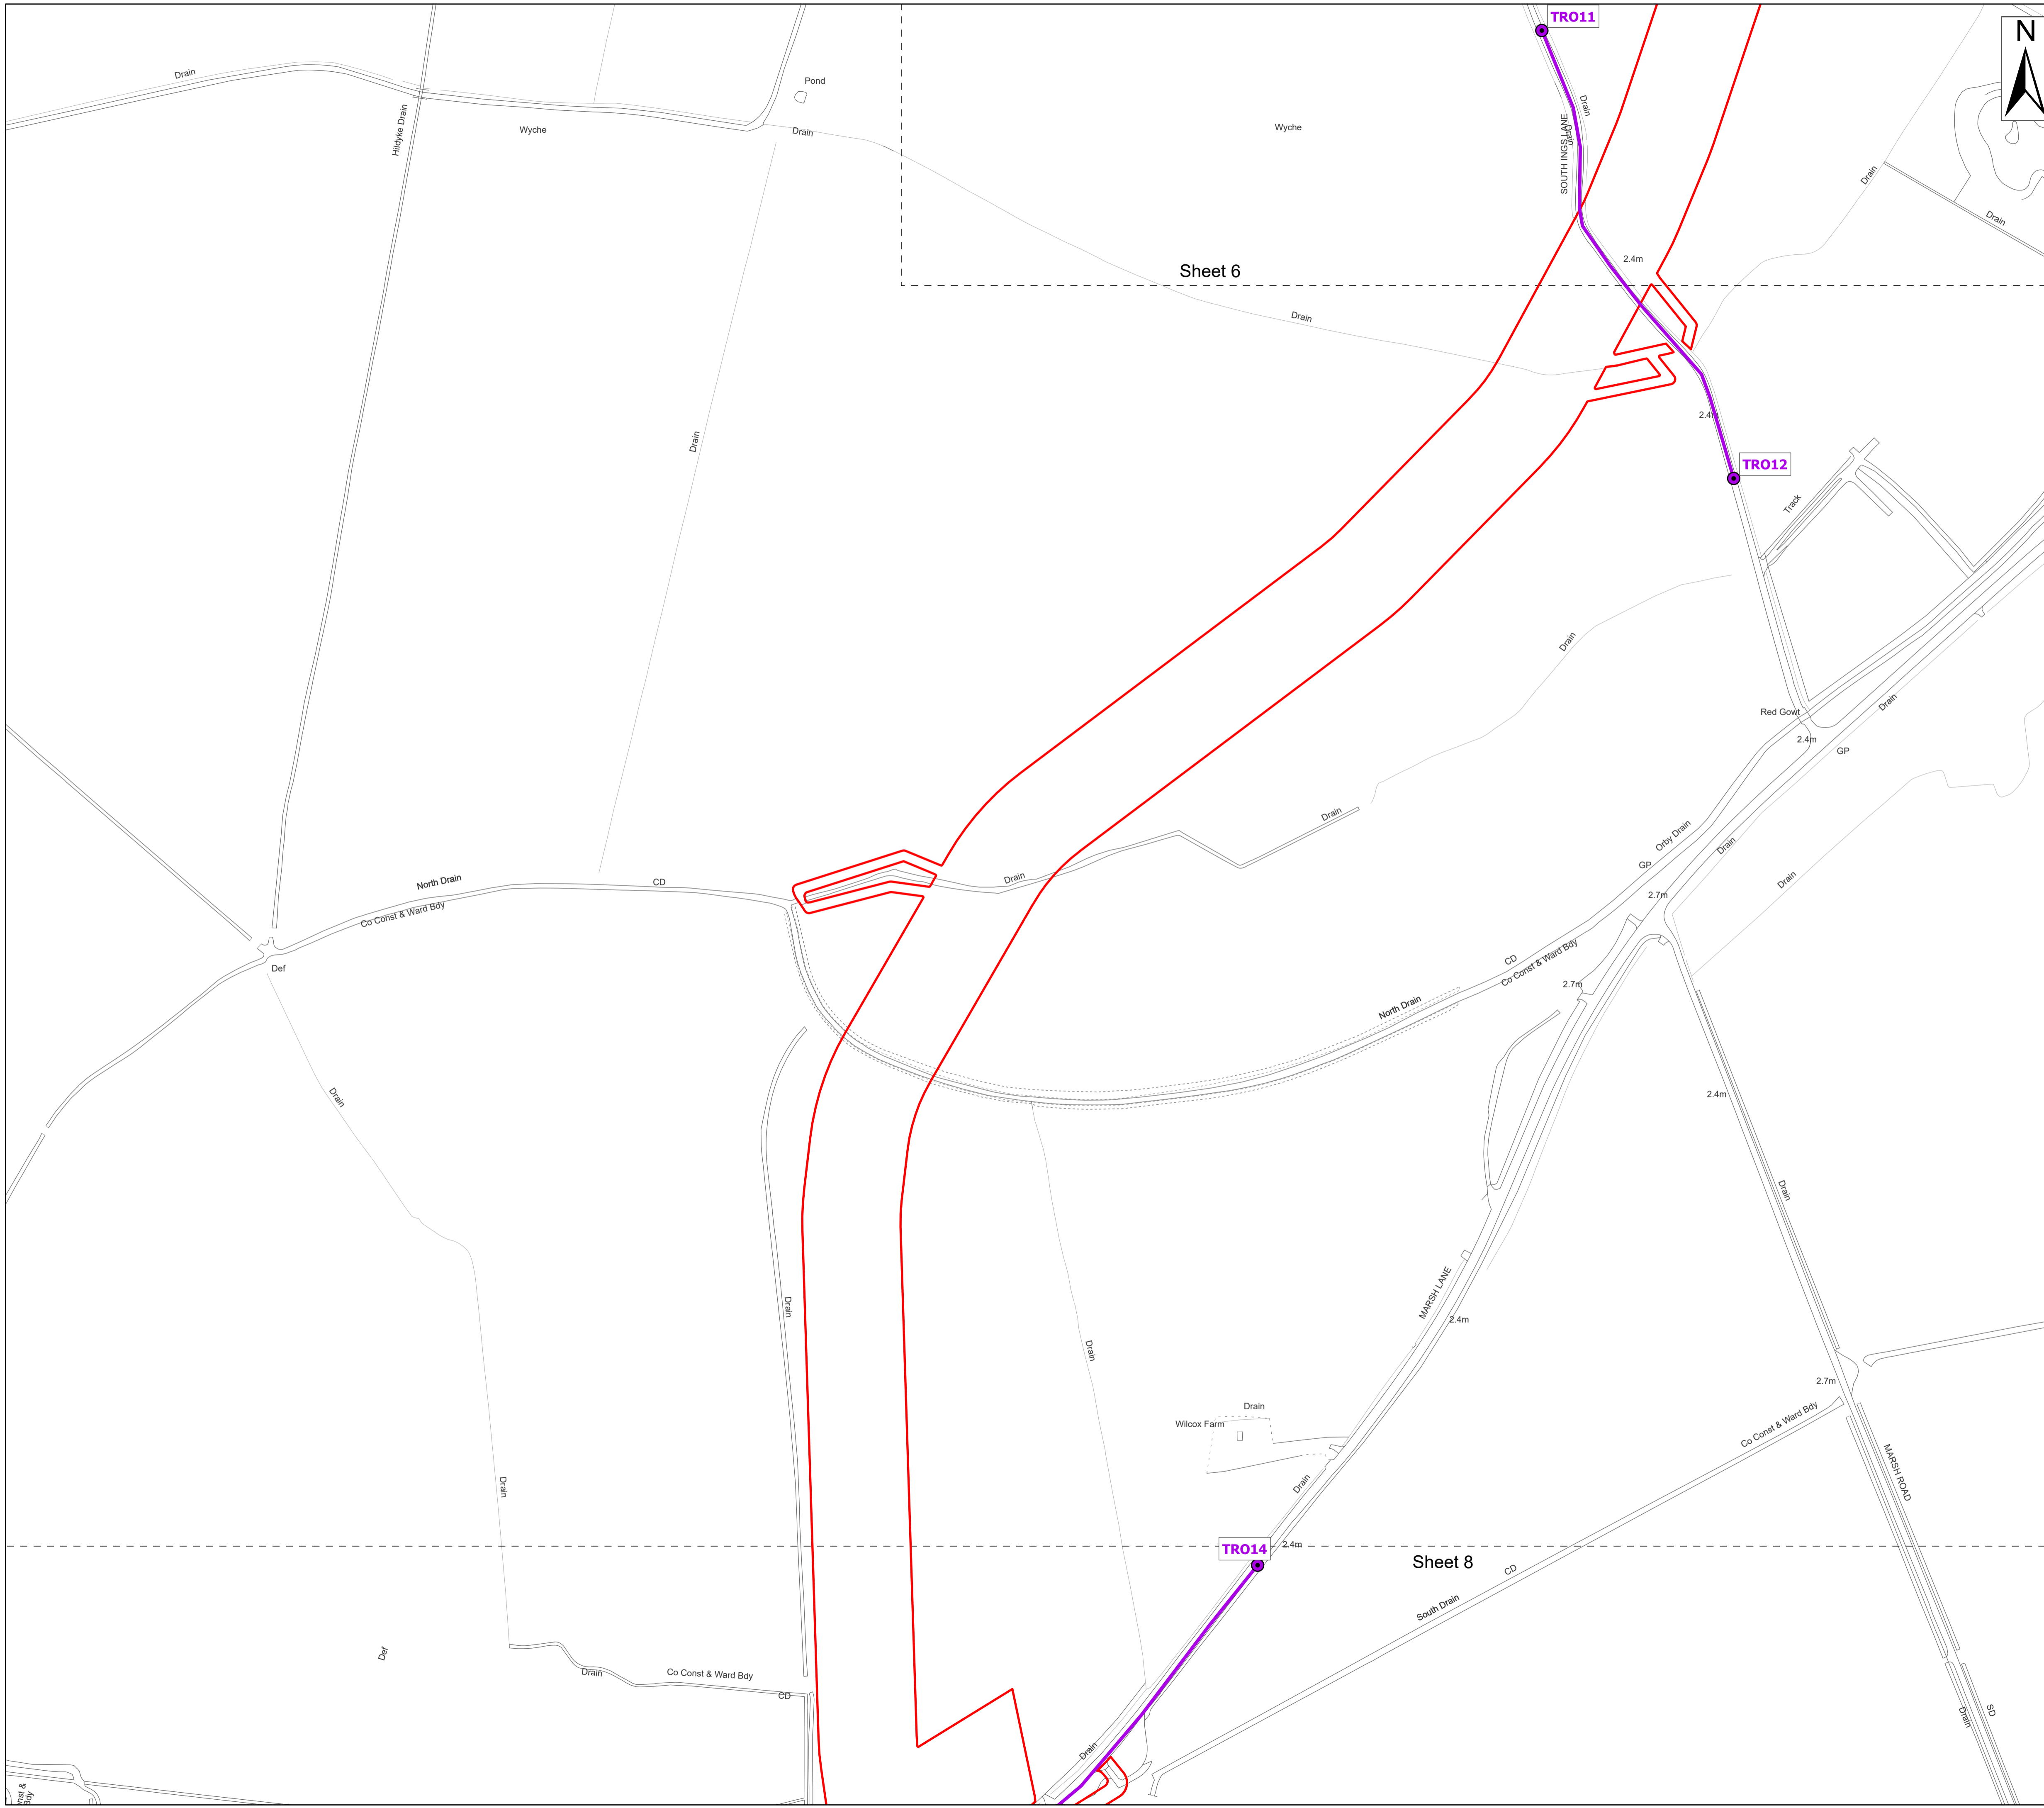 TRO11
N
Drain
Pond
Hildyke Drain
Wyche
Drain
Wyche
SOUTH INGS LANE
Drain
Drain
Drain
Drain
2.4m
Sheet 6
Drain
2.4m
Drain
TRO12
Track
Drain
Red Gowt
Drain
2.4m
GP
Drain
Orby Drain
Drain
GP
North Drain
CD
Drain
Drain
2.7m
Co Const & Ward Bdy
Def
CD
Co Const & Ward Bdy
2.7m
North Drain
Drain
2.4m
Drain
Drain
MARSH LANE
2.4m
Drain
2.7m
Drain
Wilcox Farm
Co Const & Ward Bdy
Drain
Drain
MARSH ROAD
TRO14
2.4m
Sheet 8
CD
South Drain
Def
Drain
Co Const & Ward Bdy
CD
Drain
SD
Drain
nst &
Bdy